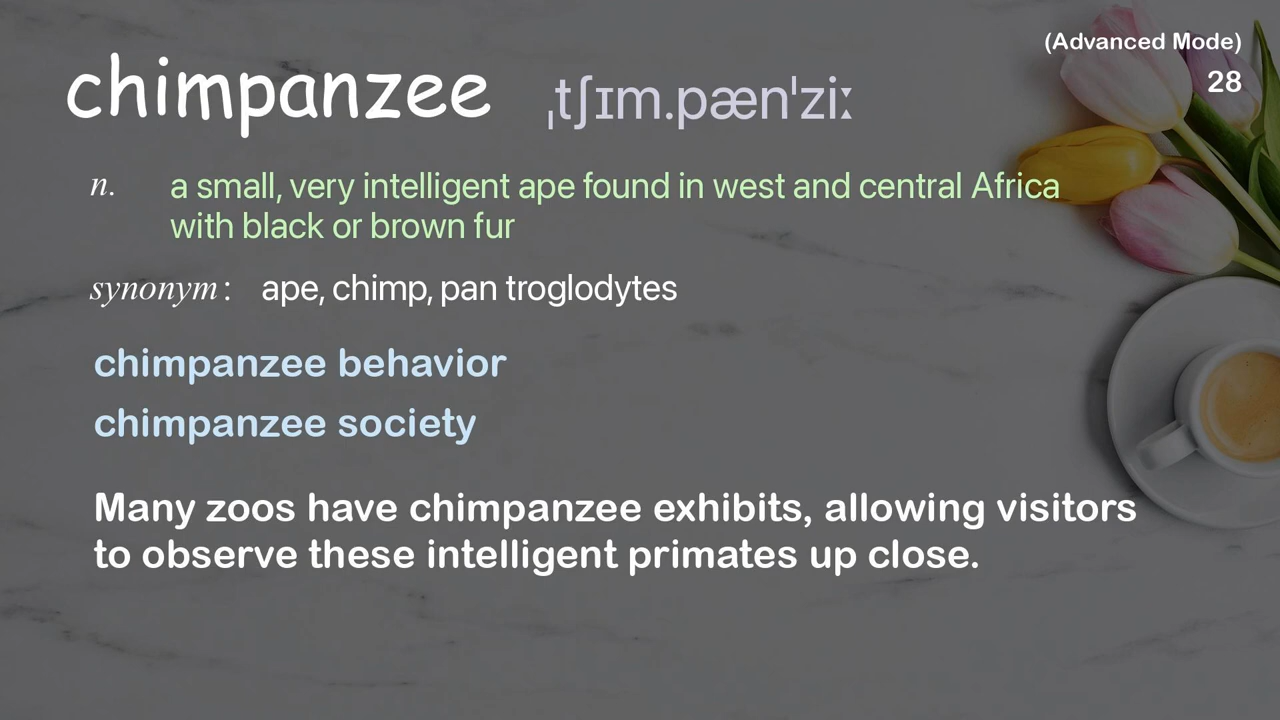 (Advanced Mode)
28
chimpanzee ˌtʃɪm.pænˈziː
n. a small, very intelligent ape found in west and central Africa
with black or brown fur
synonym: ape, chimp, pan troglodytes
chimpanzee behavior
chimpanzee society
Many zoos have chimpanzee exhibits, allowing visitors
to observe these intelligent primates up close.